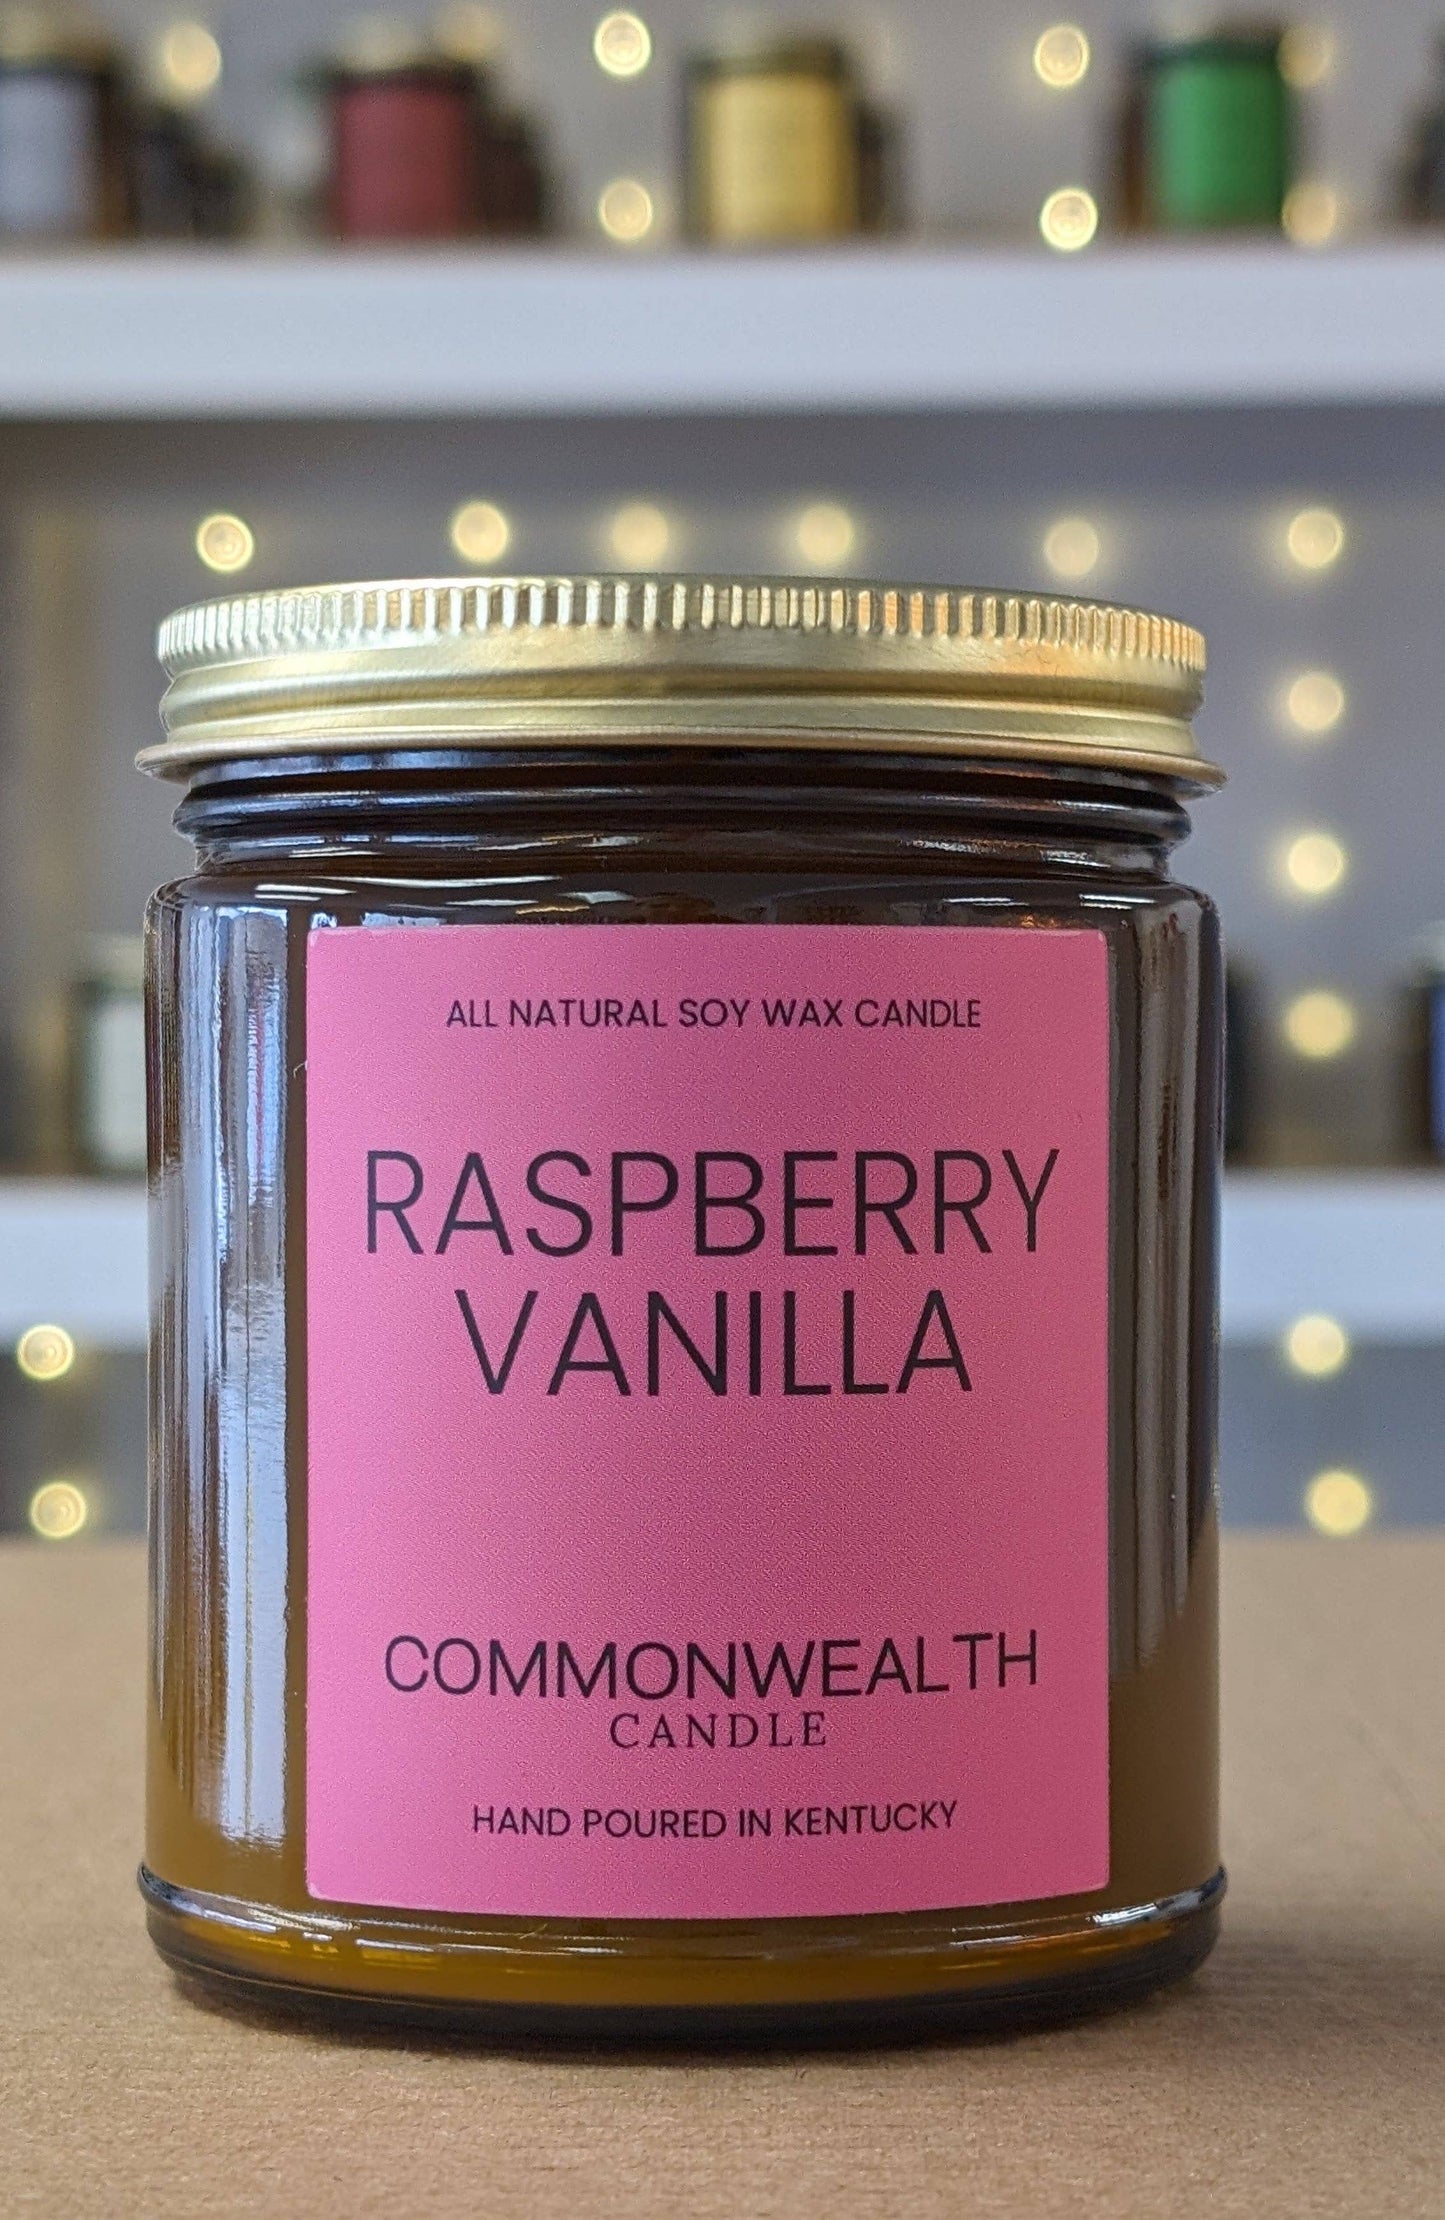 ALL NATURAL SOY WAX CANDLE
RASPBERRY
VANILLA
COMMONWEALTH
CANDLE
HAND POURED IN KENTUCKY